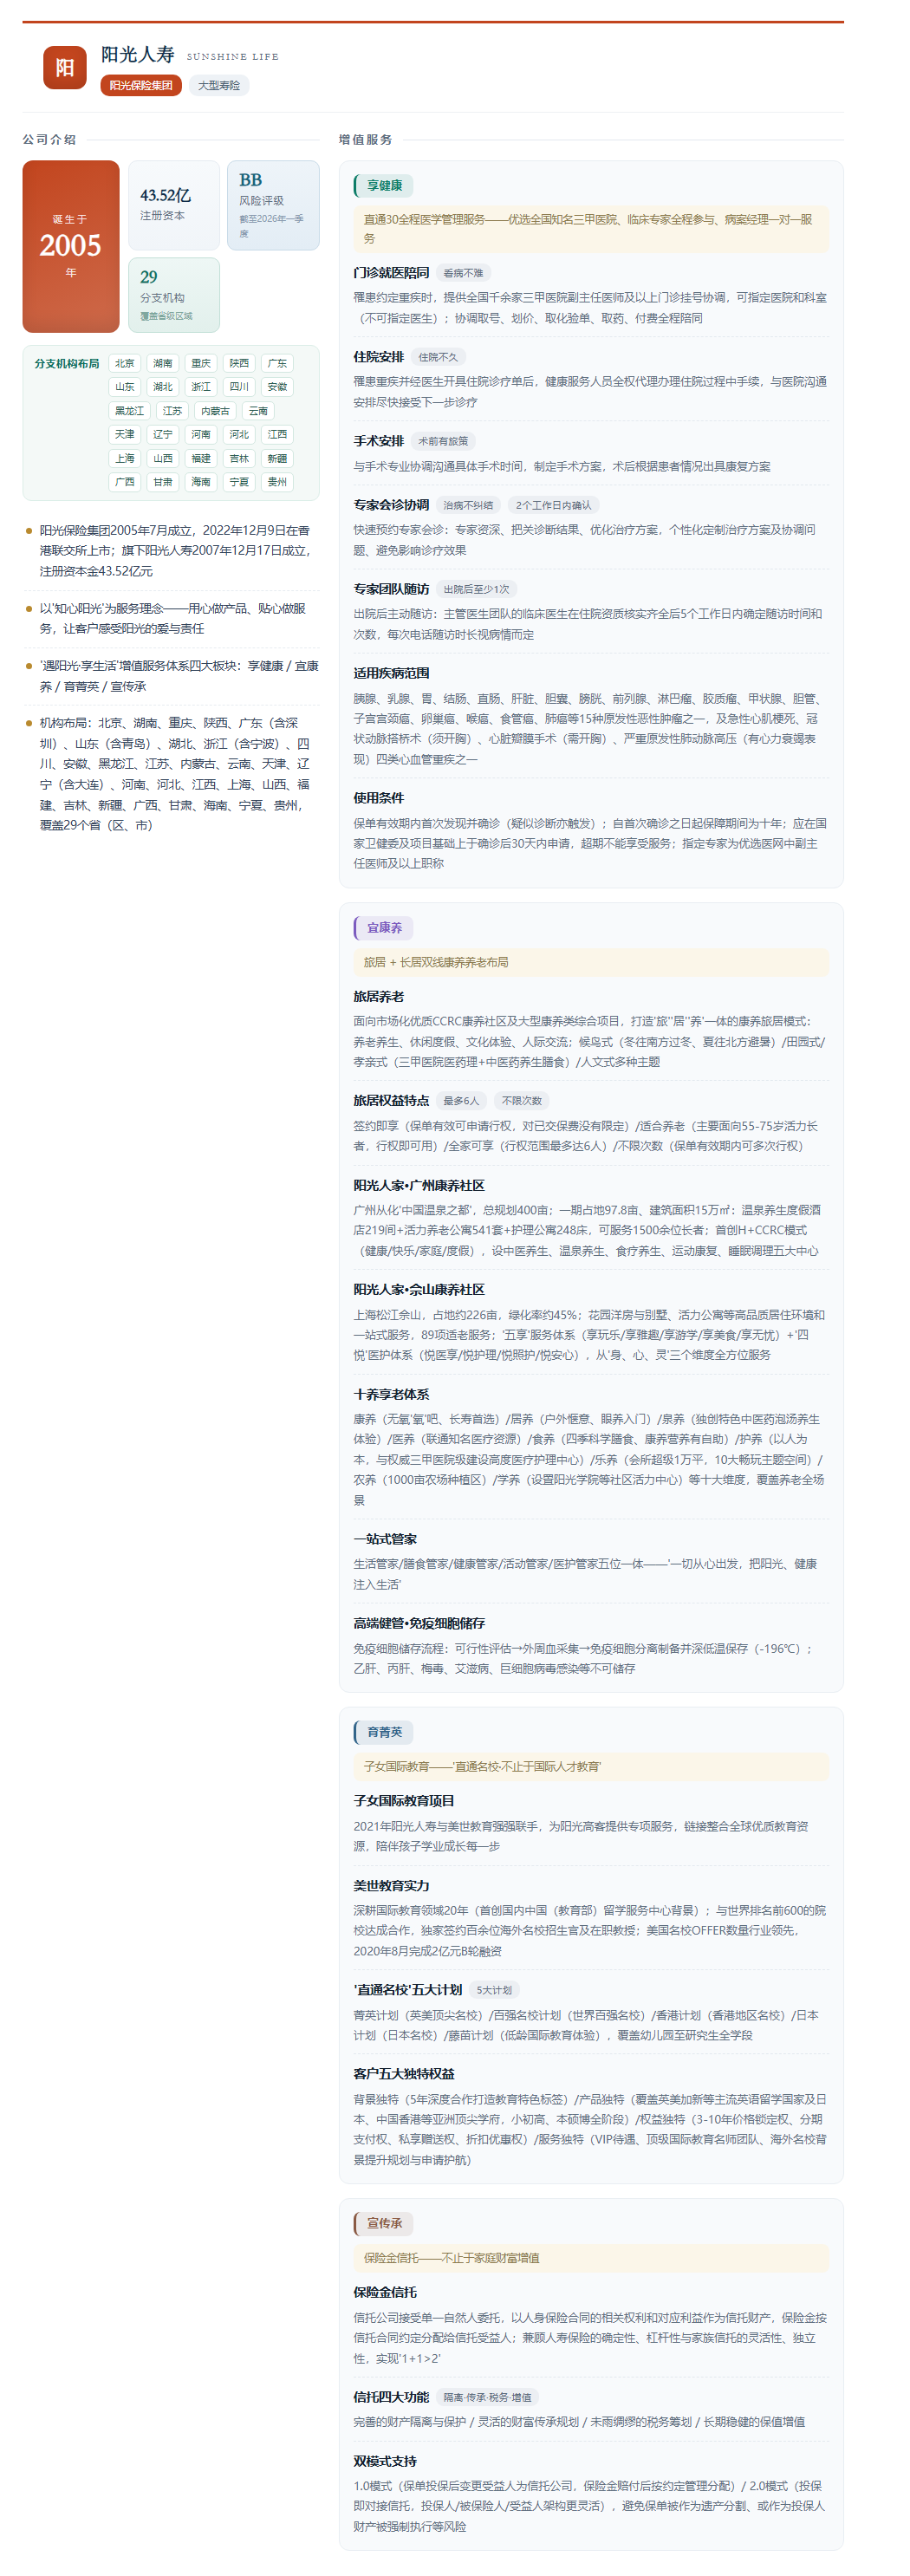 阳
阳光人寿 SUNSHINE LIFE
阳光保险集团 大型寿险
公司介绍
诞生于
2005
年
43.52亿
注册资本
BB
风险评级
截至2026年一季
度
29
分支机构
覆盖省级区域
分支机构布局 北京 湖南 重庆 陕西 广东
山东 湖北 浙江 四川 安徽
黑龙江 江苏 内蒙古 云南
天津 辽宁 河南 河北 江西
上海 山西 福建 吉林 新疆
广西 甘肃 海南 宁夏 贵州
阳光保险集团2005年7月成立，2022年12月9日在香
港联交所上市；旗下阳光人寿2007年12月17日成立，
注册资本金43.52亿元
以'知心阳光'为服务理念——用心做产品、贴心做服
务，让客户感受阳光的爱与责任
'遇阳光·享生活'增值服务体系四大板块：享健康 / 宜康
养 / 育菁英 / 宣传承
机构布局：北京、湖南、重庆、陕西、广东（含深
圳）、山东（含青岛）、湖北、浙江（含宁波）、四
川、安徽、黑龙江、江苏、内蒙古、云南、天津、辽
宁（含大连）、河南、河北、江西、上海、山西、福
建、吉林、新疆、广西、甘肃、海南、宁夏、贵州，
覆盖29个省（区、市）
增值服务
享健康
直通30全程医学管理服务——优选全国知名三甲医院、临床专家全程参与、病案经理一对一服
务
门诊就医陪同 看病不难
罹患约定重疾时，提供全国千余家三甲医院副主任医师及以上门诊挂号协调，可指定医院和科室
（不可指定医生）；协调取号、划价、取化验单、取药、付费全程陪同
住院安排 住院不久
罹患重疾并经医生开具住院诊疗单后，健康服务人员全权代理办理住院过程中手续，与医院沟通
安排尽快接受下一步诊疗
手术安排 术前有旅策
与手术专业协调沟通具体手术时间，制定手术方案，术后根据患者情况出具康复方案
专家会诊协调 治病不纠结 2个工作日内确认
快速预约专家会诊：专家资深、把关诊断结果、优化治疗方案，个性化定制治疗方案及协调问
题、避免影响诊疗效果
专家团队随访 出院后至少1次
出院后主动随访：主管医生团队的临床医生在住院资质核实齐全后5个工作日内确定随访时间和
次数，每次电话随访时长视病情而定
适用疾病范围
胰腺、乳腺、胃、结肠、直肠、肝脏、胆囊、膀胱、前列腺、淋巴瘤、胶质瘤、甲状腺、胆管、
子宫宫颈癌、卵巢癌、喉癌、食管癌、肺癌等15种原发性恶性肿瘤之一，及急性心肌梗死、冠
状动脉搭桥术（须开胸）、心脏瓣膜手术（需开胸）、严重原发性肺动脉高压（有心力衰竭表
现）四类心血管重疾之一
使用条件
保单有效期内首次发现并确诊（疑似诊断亦触发）；自首次确诊之日起保障期间为十年；应在国
家卫健委及项目基础上于确诊后30天内申请，超期不能享受服务；指定专家为优选医网中副主
任医师及以上职称
宜康养
旅居 + 长居双线康养养老布局
旅居养老
面向市场化优质CCRC康养社区及大型康养类综合项目，打造'旅''居''养'一体的康养旅居模式：
养老养生、休闲度假、文化体验、人际交流；候鸟式（冬往南方过冬、夏往北方避暑）/田园式/
孝亲式（三甲医院医药理+中医药养生膳食）/人文式多种主题
旅居权益特点 最多6人 不限次数
签约即享（保单有效可申请行权，对已交保费没有限定）/适合养老（主要面向55-75岁活力长
者，行权即可用）/全家可享（行权范围最多达6人）/不限次数（保单有效期内可多次行权）
阳光人家•广州康养社区
广州从化'中国温泉之都'，总规划400亩；一期占地97.8亩、建筑面积15万㎡：温泉养生度假酒
店219间+活力养老公寓541套+护理公寓248床，可服务1500余位长者；首创H+CCRC模式
（健康/快乐/家庭/度假），设中医养生、温泉养生、食疗养生、运动康复、睡眠调理五大中心
阳光人家•佘山康养社区
上海松江佘山，占地约226亩，绿化率约45%；花园洋房与别墅、活力公寓等高品质居住环境和
一站式服务，89项适老服务；'五享'服务体系（享玩乐/享雅趣/享游学/享美食/享无忧）+'四
悦'医护体系（悦医享/悦护理/悦照护/悦安心），从'身、心、灵'三个维度全方位服务
十养享老体系
康养（无氧'氧'吧、长寿首选）/居养（户外惬意、眼养入门）/泉养（独创特色中医药泡汤养生
体验）/医养（联通知名医疗资源）/食养（四季科学膳食、康养营养有自助）/护养（以人为
本，与权威三甲医院级建设高度医疗护理中心）/乐养（会所超级1万平，10大畅玩主题空间）/
农养（1000亩农场种植区）/学养（设置阳光学院等社区活力中心）等十大维度，覆盖养老全场
景
一站式管家
生活管家/膳食管家/健康管家/活动管家/医护管家五位一体——'一切从心出发，把阳光、健康
注入生活'
高端健管•免疫细胞储存
免疫细胞储存流程：可行性评估→外周血采集→免疫细胞分离制备并深低温保存（-196℃）；
乙肝、丙肝、梅毒、艾滋病、巨细胞病毒感染等不可储存
育菁英
子女国际教育——'直通名校·不止于国际人才教育'
子女国际教育项目
2021年阳光人寿与美世教育强强联手，为阳光高客提供专项服务，链接整合全球优质教育资
源，陪伴孩子学业成长每一步
美世教育实力
深耕国际教育领域20年（首创国内中国（教育部）留学服务中心背景）；与世界排名前600的院
校达成合作，独家签约百余位海外名校招生官及在职教授；美国名校OFFER数量行业领先，
2020年8月完成2亿元B轮融资
'直通名校'五大计划 5大计划
菁英计划（英美顶尖名校）/百强名校计划（世界百强名校）/香港计划（香港地区名校）/日本
计划（日本名校）/藤苗计划（低龄国际教育体验），覆盖幼儿园至研究生全学段
客户五大独特权益
背景独特（5年深度合作打造教育特色标签）/产品独特（覆盖英美加新等主流英语留学国家及日
本、中国香港等亚洲顶尖学府，小初高、本硕博全阶段）/权益独特（3-10年价格锁定权、分期
支付权、私享赠送权、折扣优惠权）/服务独特（VIP待遇、顶级国际教育名师团队、海外名校背
景提升规划与申请护航）
宣传承
保险金信托——不止于家庭财富增值
保险金信托
信托公司接受单一自然人委托，以人身保险合同的相关权利和对应利益作为信托财产，保险金按
信托合同约定分配给信托受益人；兼顾人寿保险的确定性、杠杆性与家族信托的灵活性、独立
性，实现'1+1>2'
信托四大功能 隔离·传承·税务·增值
完善的财产隔离与保护 / 灵活的财富传承规划 / 未雨绸缪的税务筹划 / 长期稳健的保值增值
双模式支持
1.0模式（保单投保后变更受益人为信托公司，保险金赔付后按约定管理分配）/ 2.0模式（投保
即对接信托，投保人/被保险人/受益人架构更灵活），避免保单被作为遗产分割、或作为投保人
财产被强制执行等风险